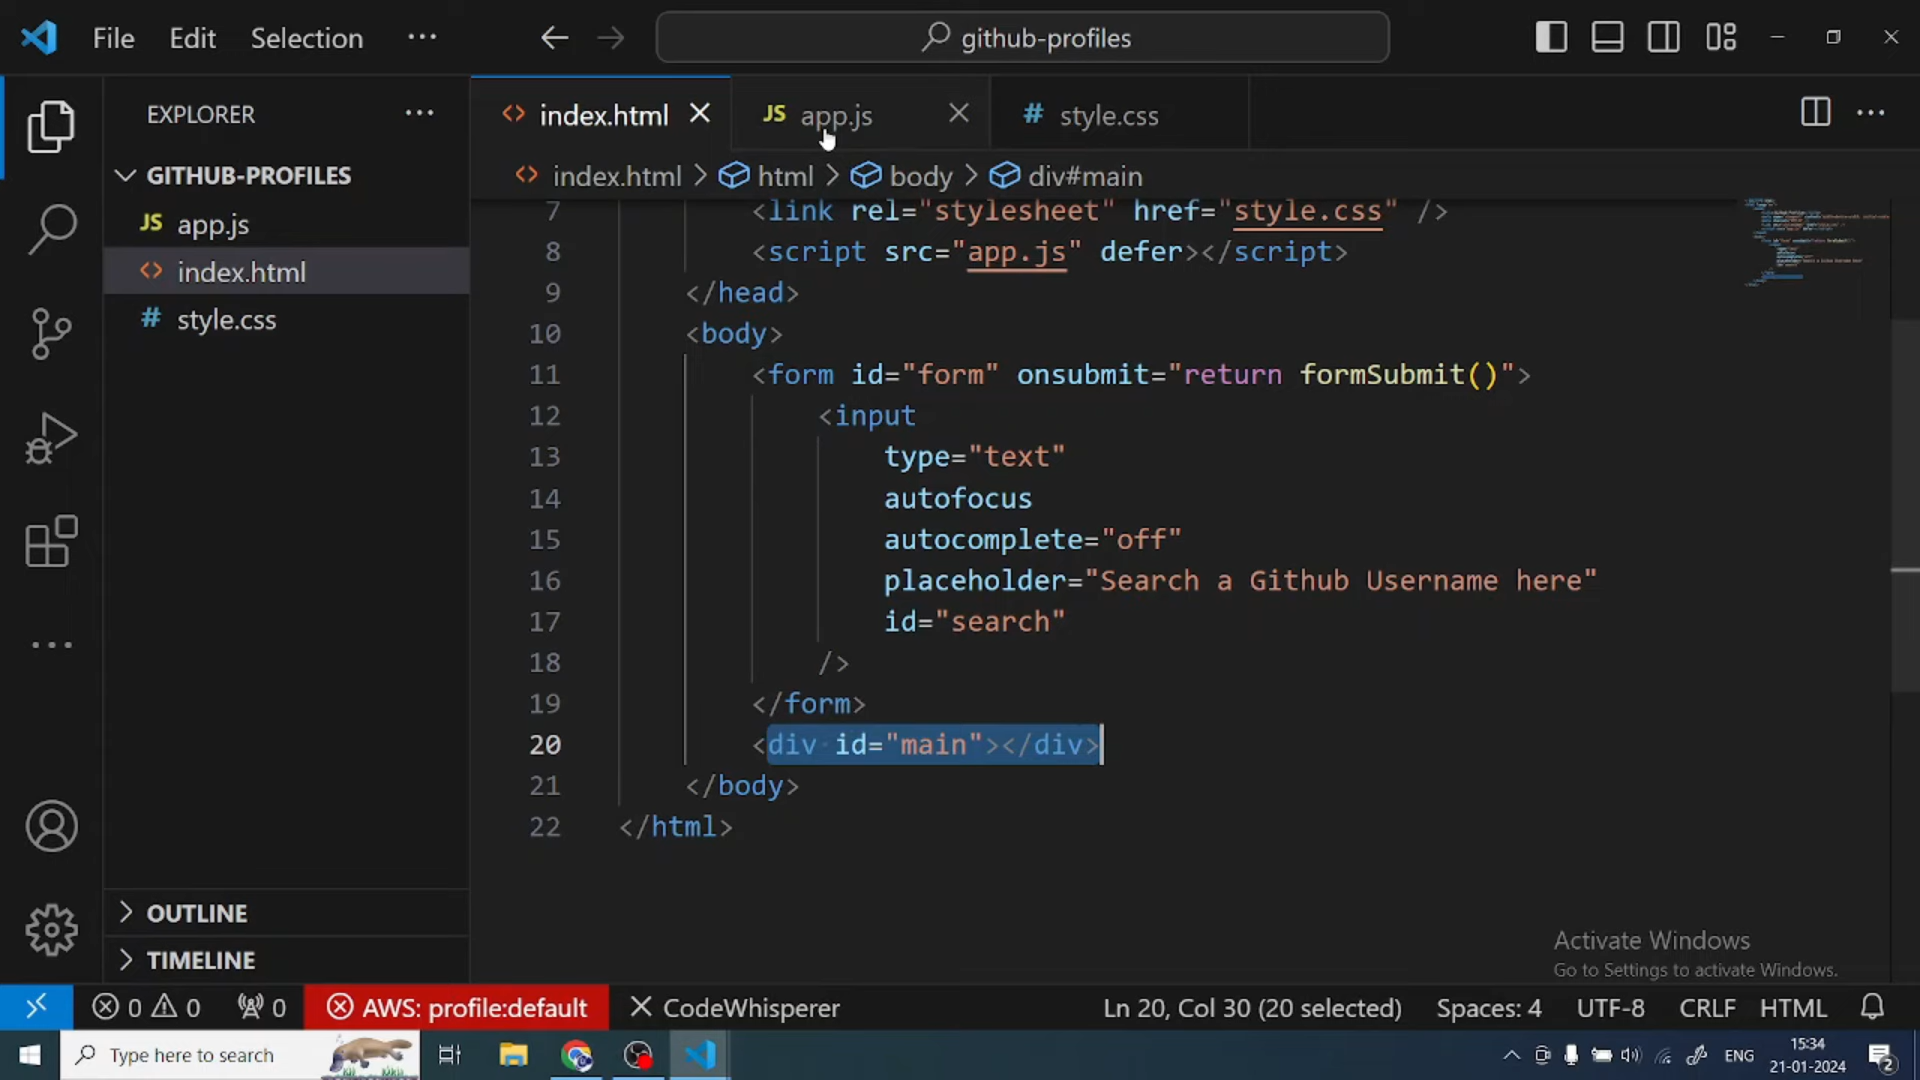 File Edit Selection ··· github-profiles
EXPLORER ···
index.html app.js style.css ···
GITHUB-PROFILES
app.js
index.html
style.css
index.html > html > body > div#main
7 <link rel="stylesheet" href="style.css" />
8 <script src="app.js" defer></script>
9 </head>
10 <body>
11 <form id="form" onsubmit="return formSubmit()">
12 <input
13 type="text"
14 autofocus
15 autocomplete="off"
16 placeholder="Search a Github Username here"
17 id="search"
18 />
19 </form>
20 <div id="main"></div>
21 </body>
22 </html>
OUTLINE
TIMELINE
Activate Windows
Go to Settings to activate Windows.
0 0 0 AWS: profile:default CodeWhisperer Ln 20, Col 30 (20 selected) Spaces: 4 UTF-8 CRLF HTML
Type here to search ENG 15:34
21-01-2024 2